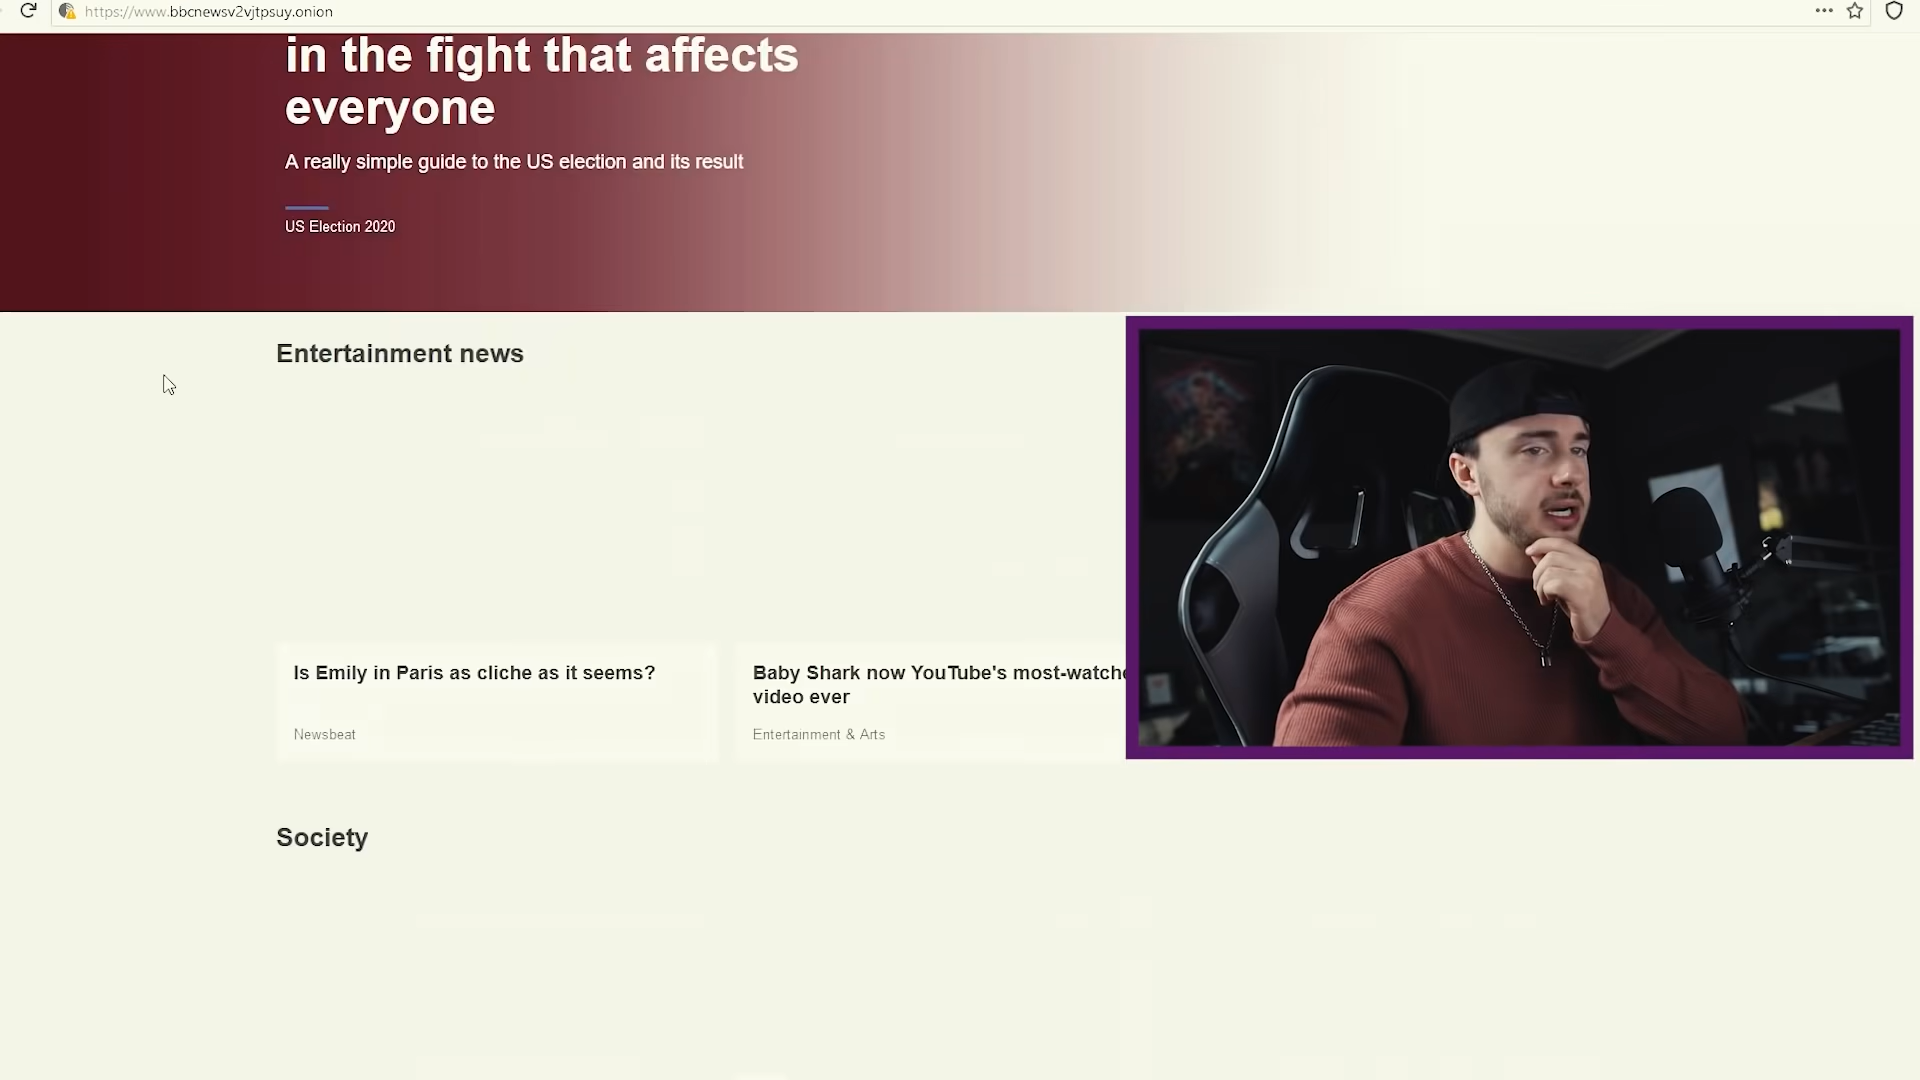 https://www.bbcnewsv2vjtpsuy.onion
in the fight that affects
everyone
A really simple guide to the US election and its result
US Election 2020
Entertainment news
Is Emily in Paris as cliche as it seems?
Newsbeat
Baby Shark now YouTube's most-watche
video ever
Entertainment & Arts
Society